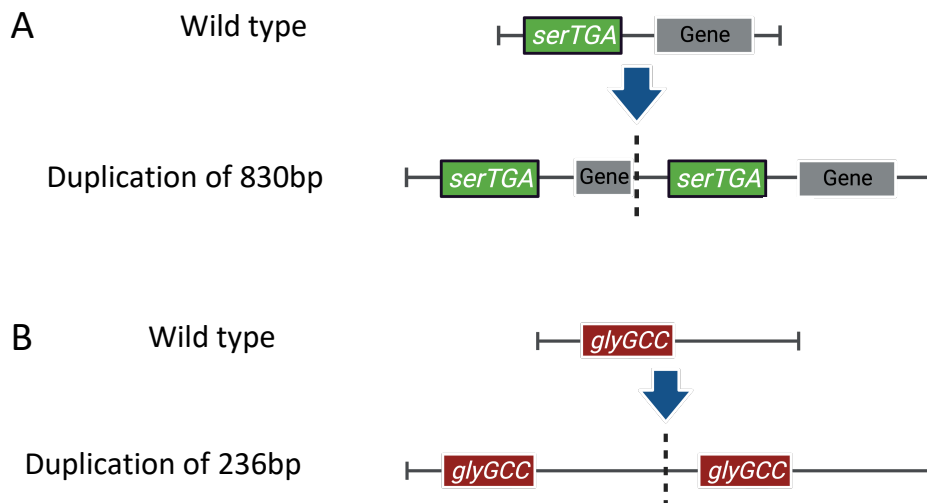 A
Wild type
serTGA
Gene
Duplication of 830bp
serTGA
Gene
serTGA
Gene
B
Wild type
glyGCC
Duplication of 236bp
glyGCC
glyGCC